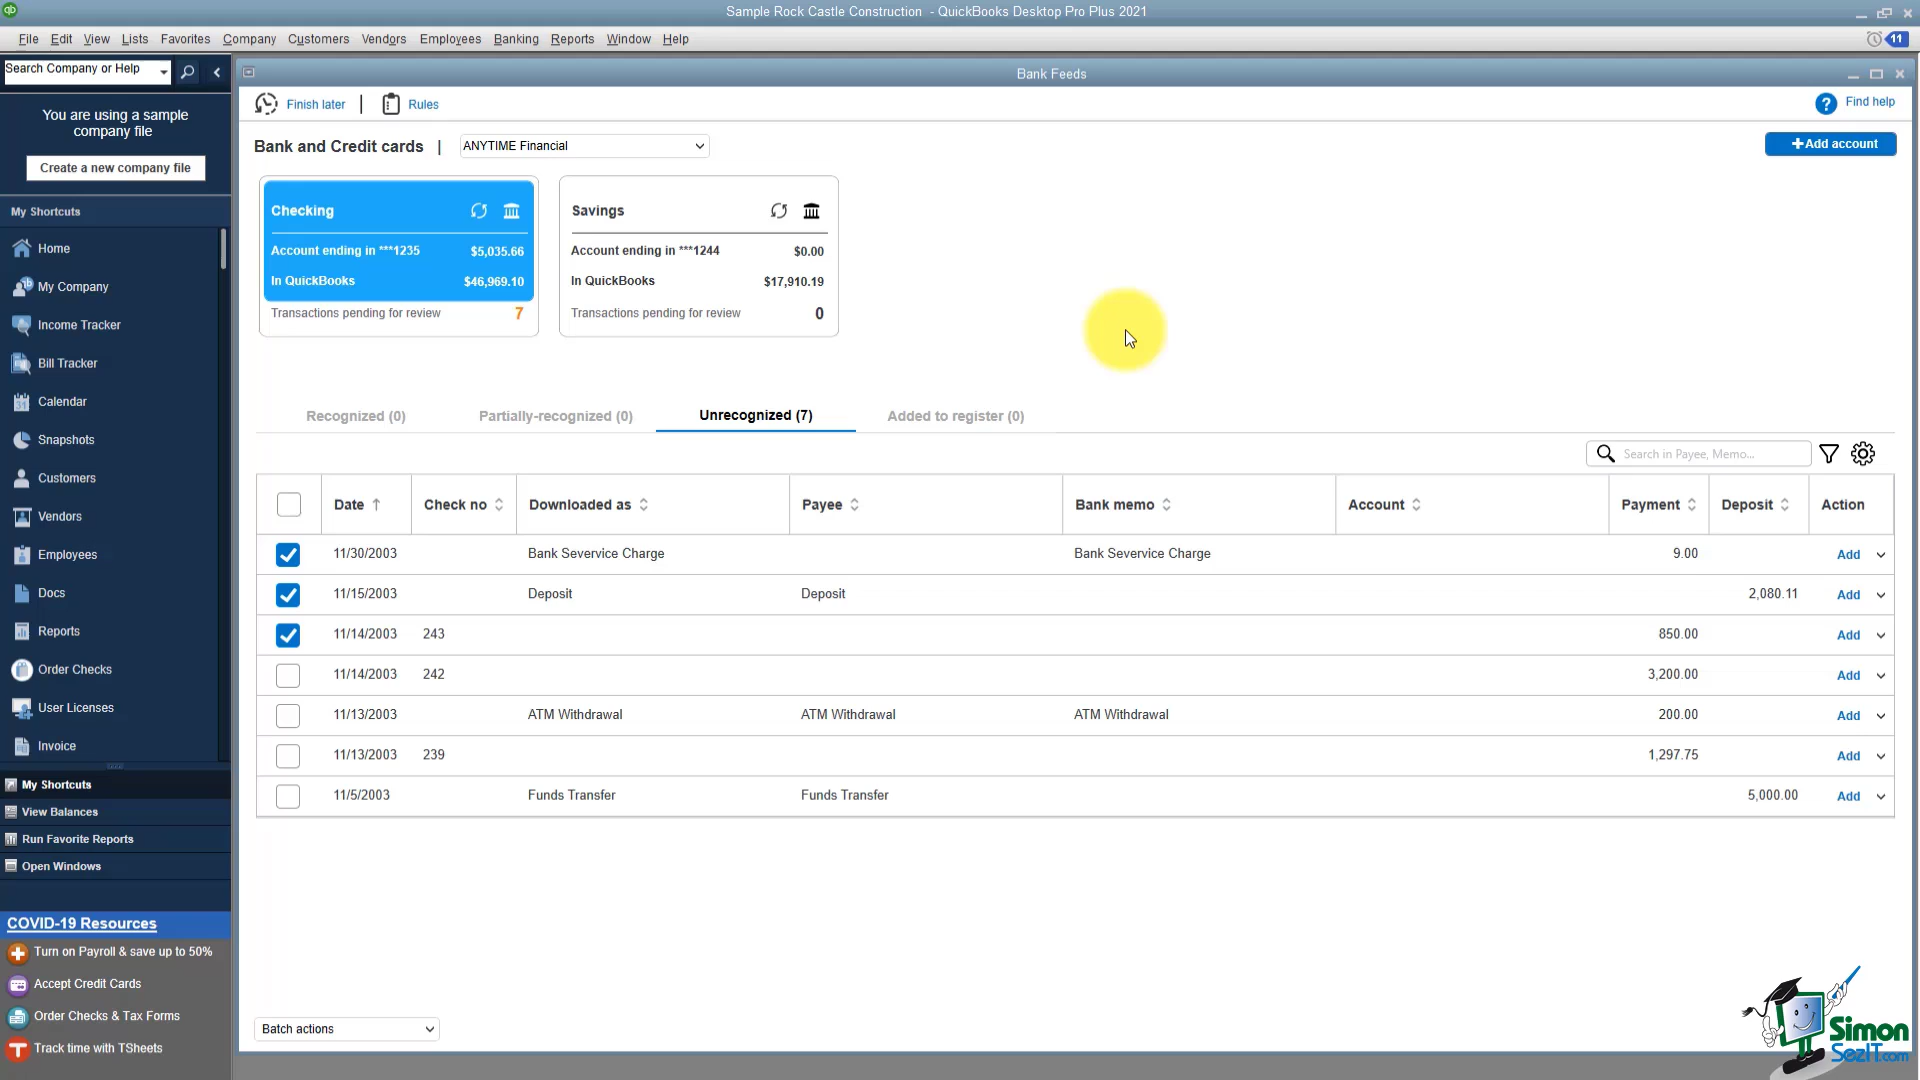 Sample Rock Castle Construction - QuickBooks Desktop Pro Plus 2021
File Edit View Lists Favorites Company Customers Vendors Employees Banking Reports Window Help
11
Search Company or Help
Bank Feeds
You are using a sample
company file
Create a new company file
My Shortcuts
Home
My Company
Income Tracker
Bill Tracker
Calendar
Snapshots
Customers
Vendors
Employees
Docs
Reports
Order Checks
User Licenses
Invoice
My Shortcuts
View Balances
Run Favorite Reports
Open Windows
COVID-19 Resources
Turn on Payroll & save up to 50%
Accept Credit Cards
Order Checks & Tax Forms
Track time with TSheets
Finish later | Rules
? Find help
Bank and Credit cards | ANYTIME Financial
+Add account
Checking
Account ending in ***1235 $5,035.66
In QuickBooks $46,969.10
Transactions pending for review 7
Savings
Account ending in ***1244 $0.00
In QuickBooks $17,910.19
Transactions pending for review 0
Recognized (0) Partially-recognized (0) Unrecognized (7) Added to register (0)
Search in Payee, Memo...
Date Check no Downloaded as Payee Bank memo Account Payment Deposit Action
11/30/2003 Bank Severvice Charge Bank Severvice Charge 9.00 Add
11/15/2003 Deposit Deposit 2,080.11 Add
11/14/2003 243 850.00 Add
11/14/2003 242 3,200.00 Add
11/13/2003 ATM Withdrawal ATM Withdrawal ATM Withdrawal 200.00 Add
11/13/2003 239 1,297.75 Add
11/5/2003 Funds Transfer Funds Transfer 5,000.00 Add
Batch actions
Simon
SezIT.com